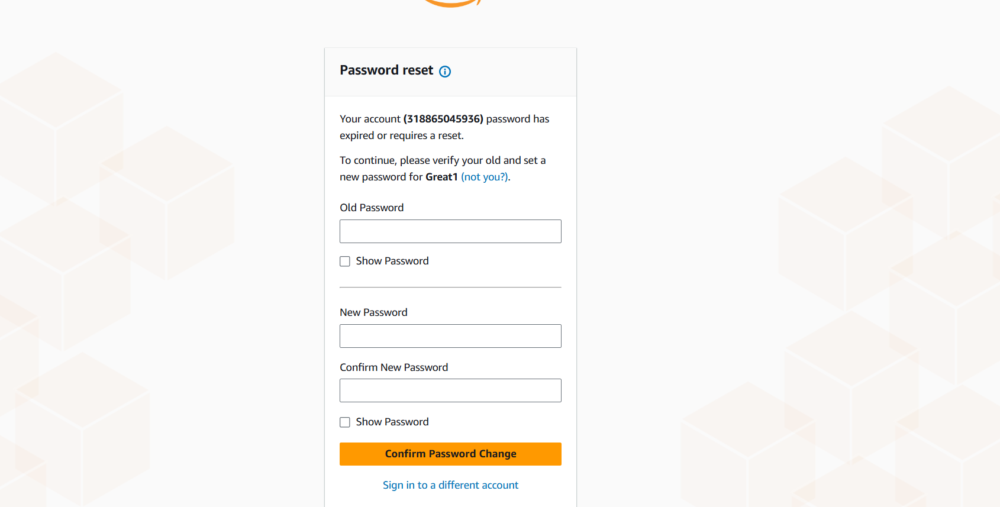 Password reset
Your account (318865045936) password has
expired or requires a reset.
To continue, please verify your old and set a
new password for Great1 (not you?).
Old Password
Show Password
New Password
Confirm New Password
Show Password
Confirm Password Change
Sign in to a different account